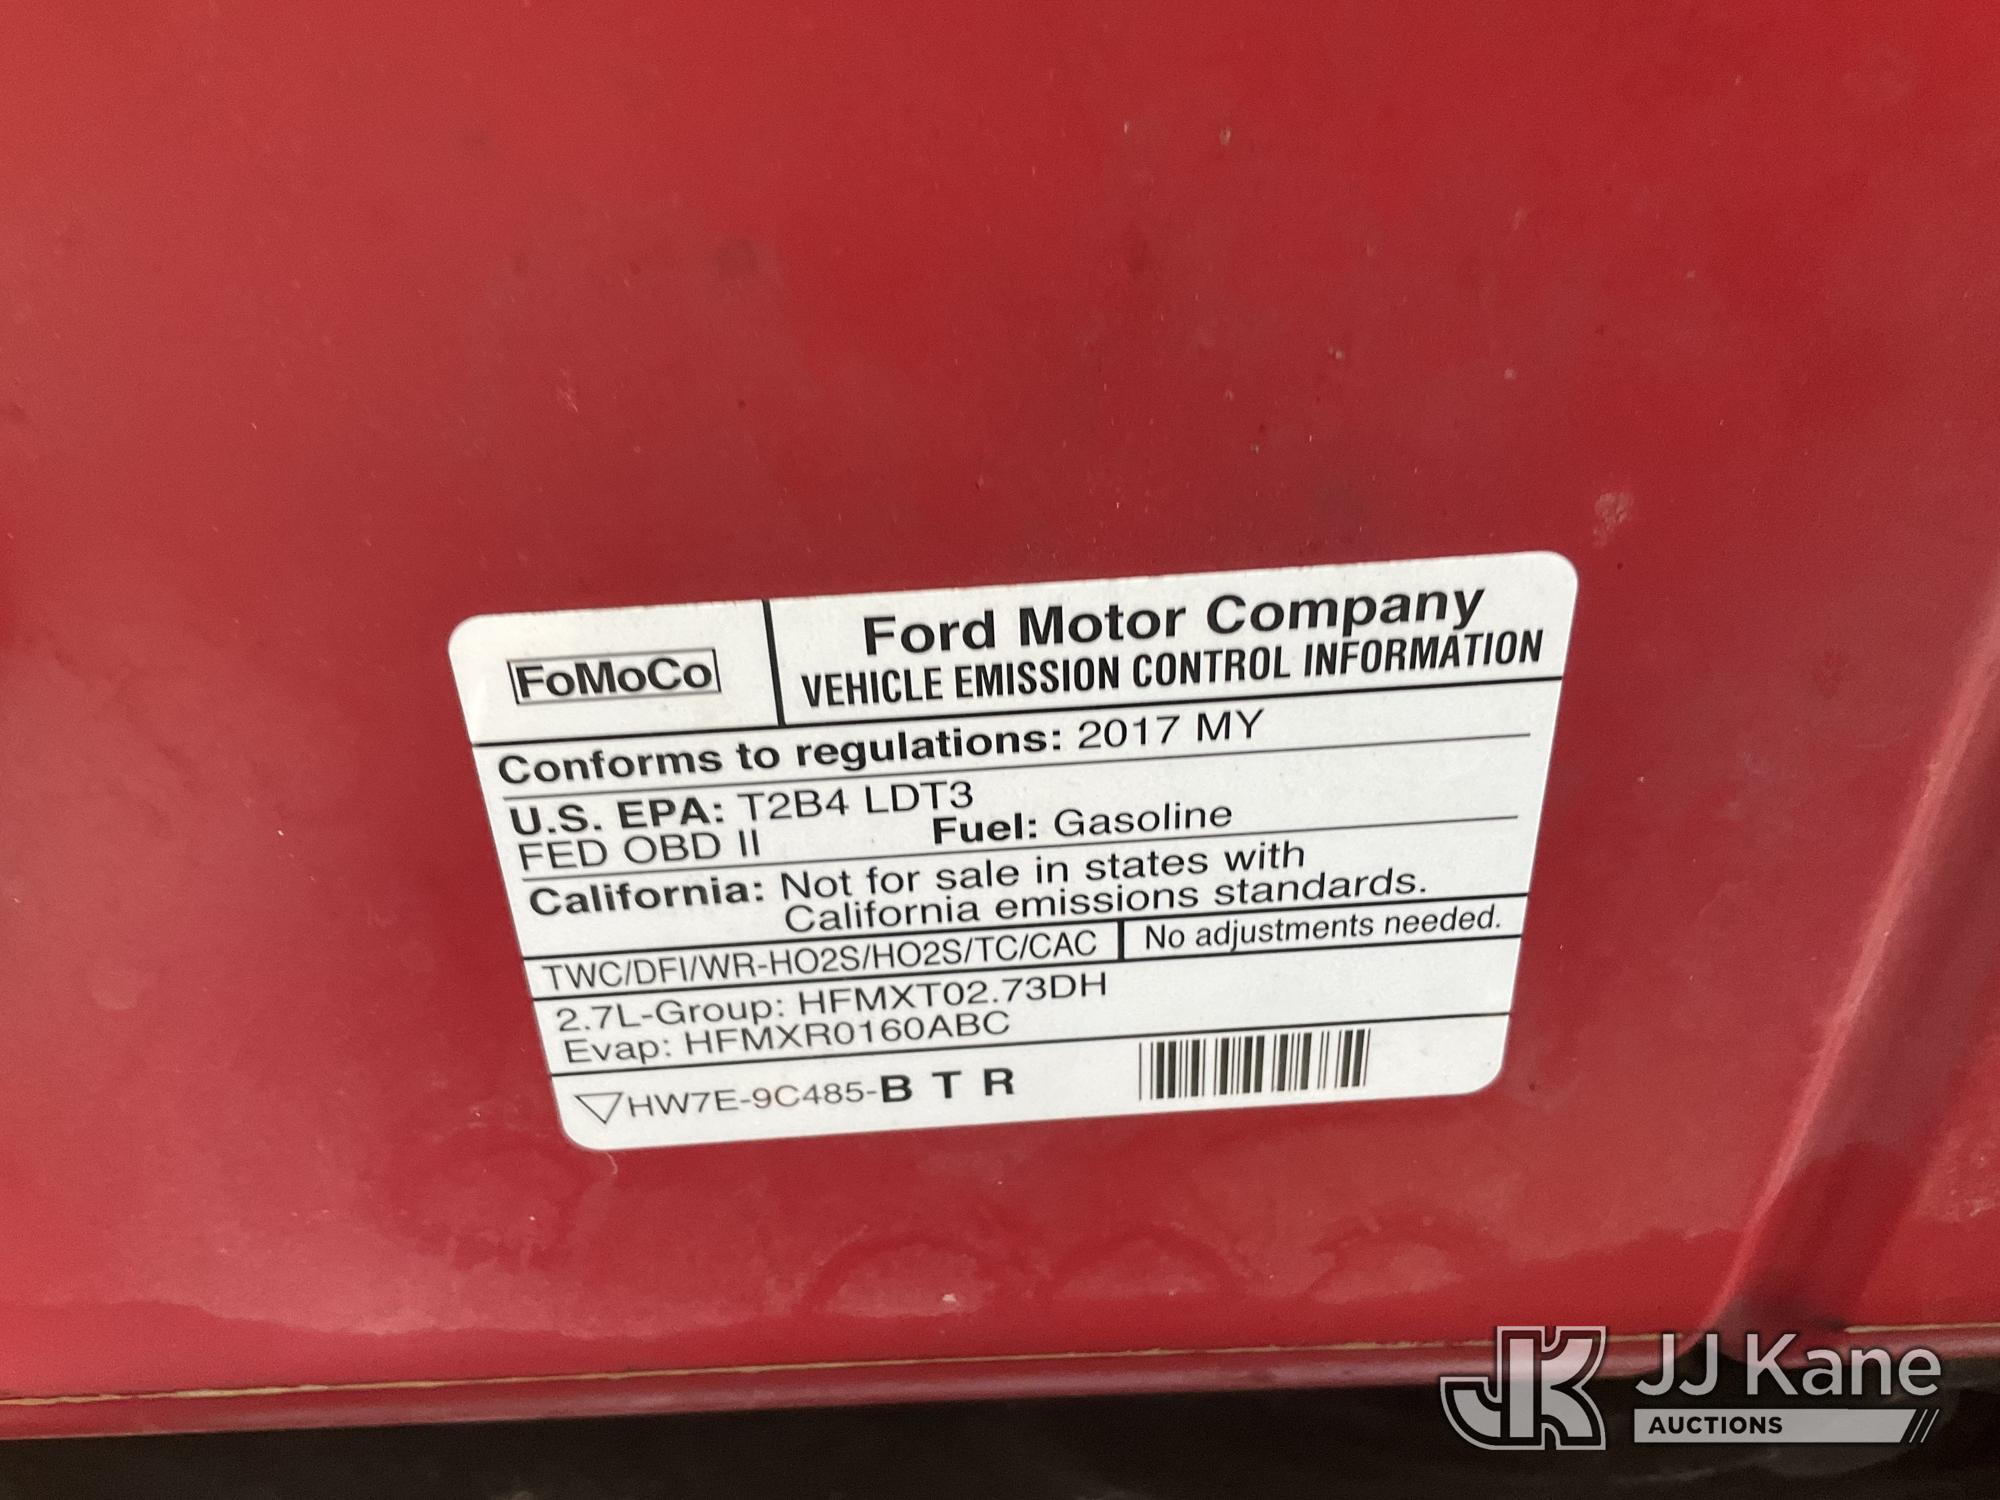 FoMoCo
Ford Motor Company
VEHICLE EMISSION CONTROL INFORMATION
Conforms to regulations: 2017 MY
U.S. EPA: T2B4 LDT3
FED OBD II Fuel: Gasoline
California: Not for sale in states with
California emissions standards.
TWC/DFI/WR-HO2S/HO2S/TC/CAC No adjustments needed.
2.7L-Group: HFMXT02.73DH
Evap: HFMXR0160ABC
HW7E-9C485-B T R
JK JJ Kane
AUCTIONS